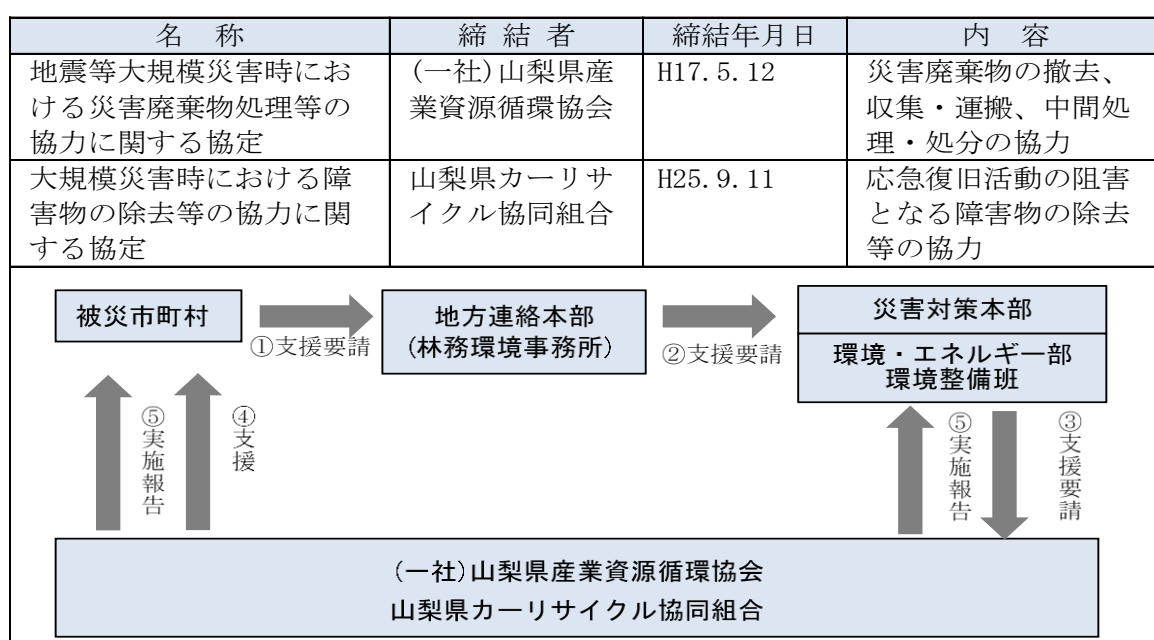 名　称
締　結　者
締結年月日
内　容
地震等大規模災害時にお
ける災害廃棄物処理等の
協力に関する協定
(一社)山梨県産
業資源循環協会
H17.5.12
災害廃棄物の撤去、
収集・運搬、中間処
理・処分の協力
大規模災害時における障
害物の除去等の協力に関
する協定
山梨県カーリサ
イクル協同組合
H25.9.11
応急復旧活動の阻害
となる障害物の除去
等の協力
被災市町村
①支援要請
地方連絡本部
(林務環境事務所)
②支援要請
災害対策本部
環境・エネルギー部
環境整備班
⑤実施報告
④支援
⑤実施報告
③支援要請
(一社)山梨県産業資源循環協会
山梨県カーリサイクル協同組合